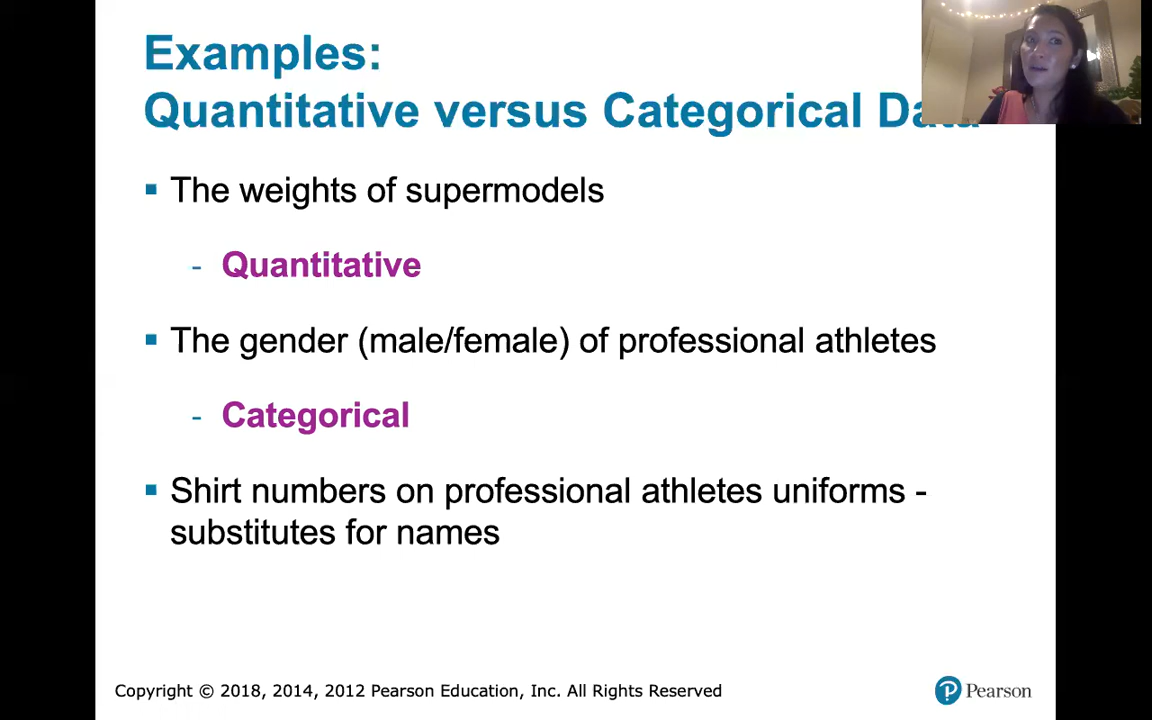 Examples:
Quantitative versus Categorical Data
The weights of supermodels
- Quantitative
The gender (male/female) of professional athletes
- Categorical
Shirt numbers on professional athletes uniforms -
substitutes for names
Copyright © 2018, 2014, 2012 Pearson Education, Inc. All Rights Reserved
Pearson